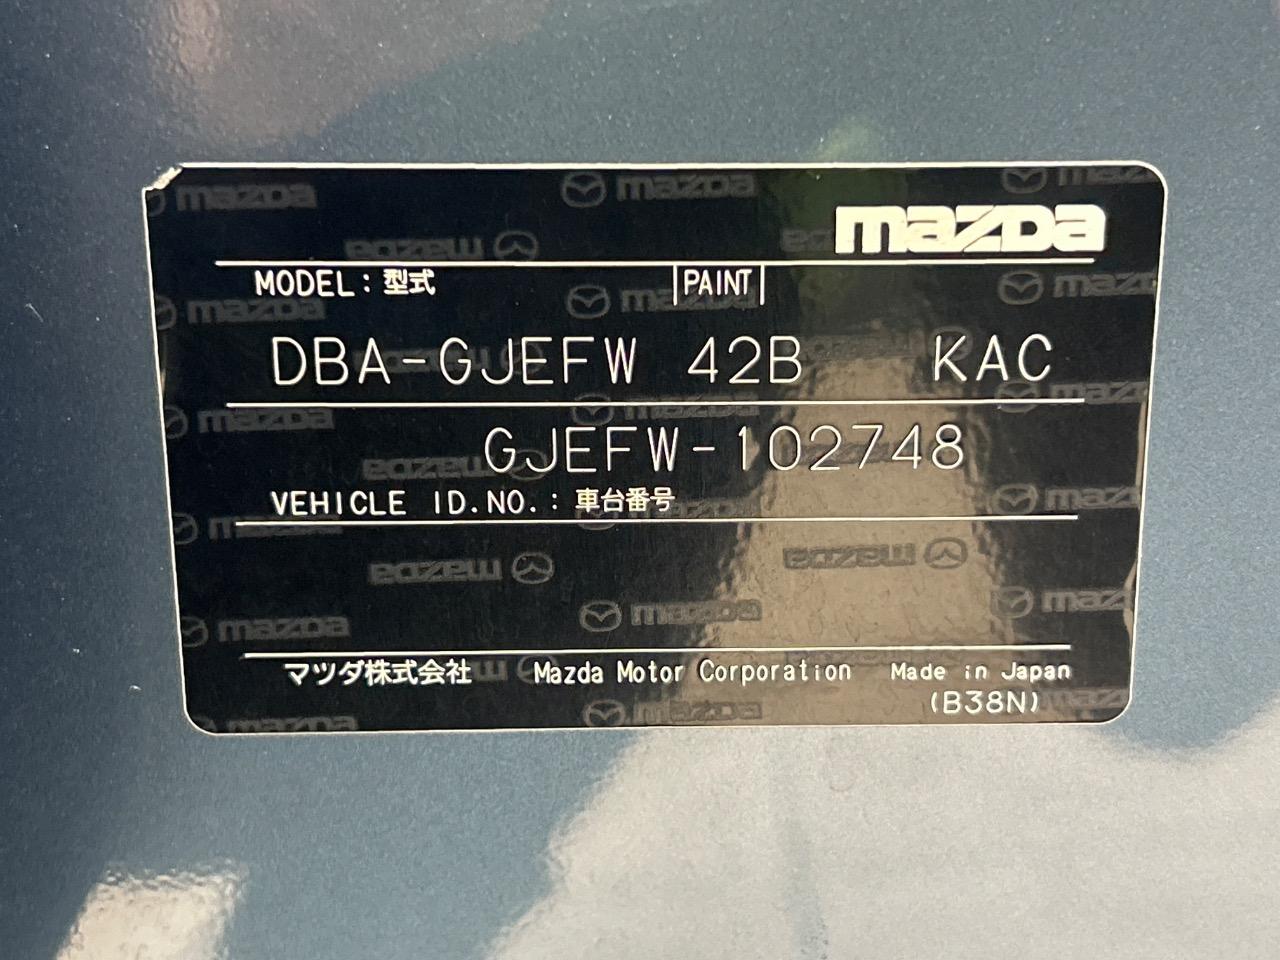 mazda
MODEL：型式 PAINT
DBA-GJEFW 42B KAC
GJEFW-102748
VEHICLE ID.NO.：車台番号
マツダ株式会社 Mazda Motor Corporation Made in Japan
(B38N)